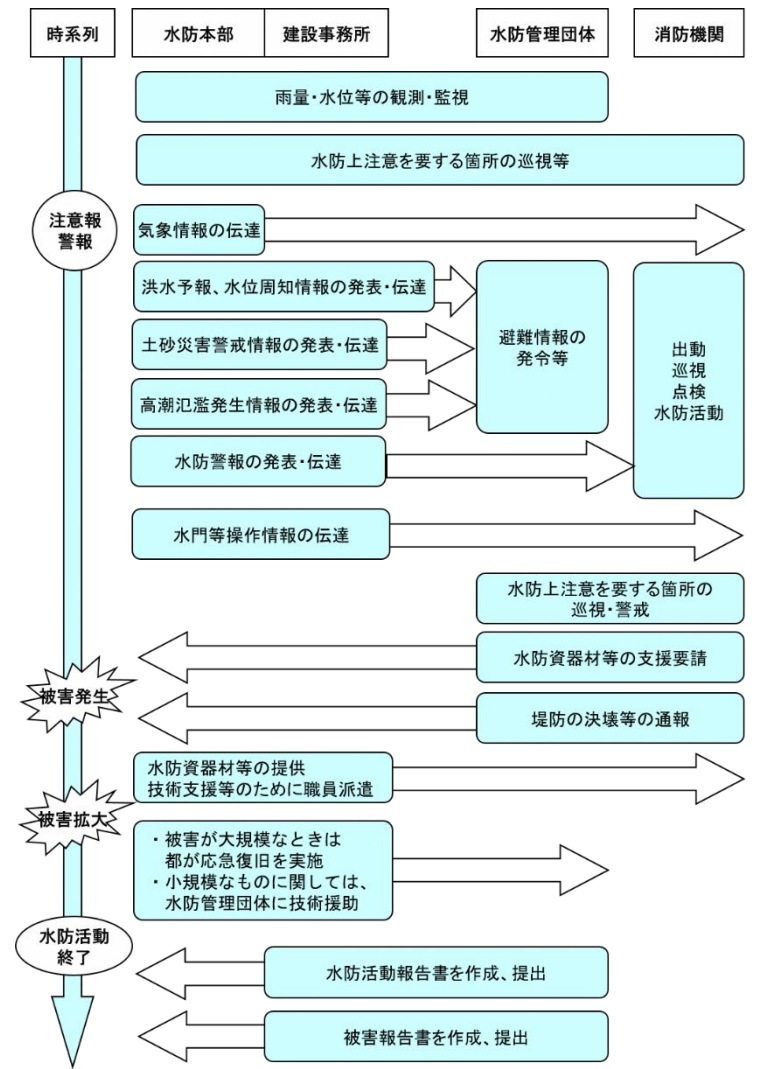 時系列
水防本部
建設事務所
水防管理団体
消防機関
雨量・水位等の観測・監視
水防上注意を要する箇所の巡視等
注意報
警報
気象情報の伝達
洪水予報、水位周知情報の発表・伝達
土砂災害警戒情報の発表・伝達
高潮氾濫発生情報の発表・伝達
避難情報の
発令等
出動
巡視
点検
水防活動
水防警報の発表・伝達
水門等操作情報の伝達
水防上注意を要する箇所の
巡視・警戒
水防資器材等の支援要請
被害発生
堤防の決壊等の通報
水防資器材等の提供
技術支援等のために職員派遣
被害拡大
・被害が大規模なときは
都が応急復旧を実施
・小規模なものに関しては、
水防管理団体に技術援助
水防活動
終了
水防活動報告書を作成、提出
被害報告書を作成、提出